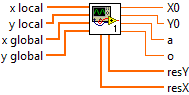 x local
y local
x global
y global
1
X0
Y0
a
o
resY
resX